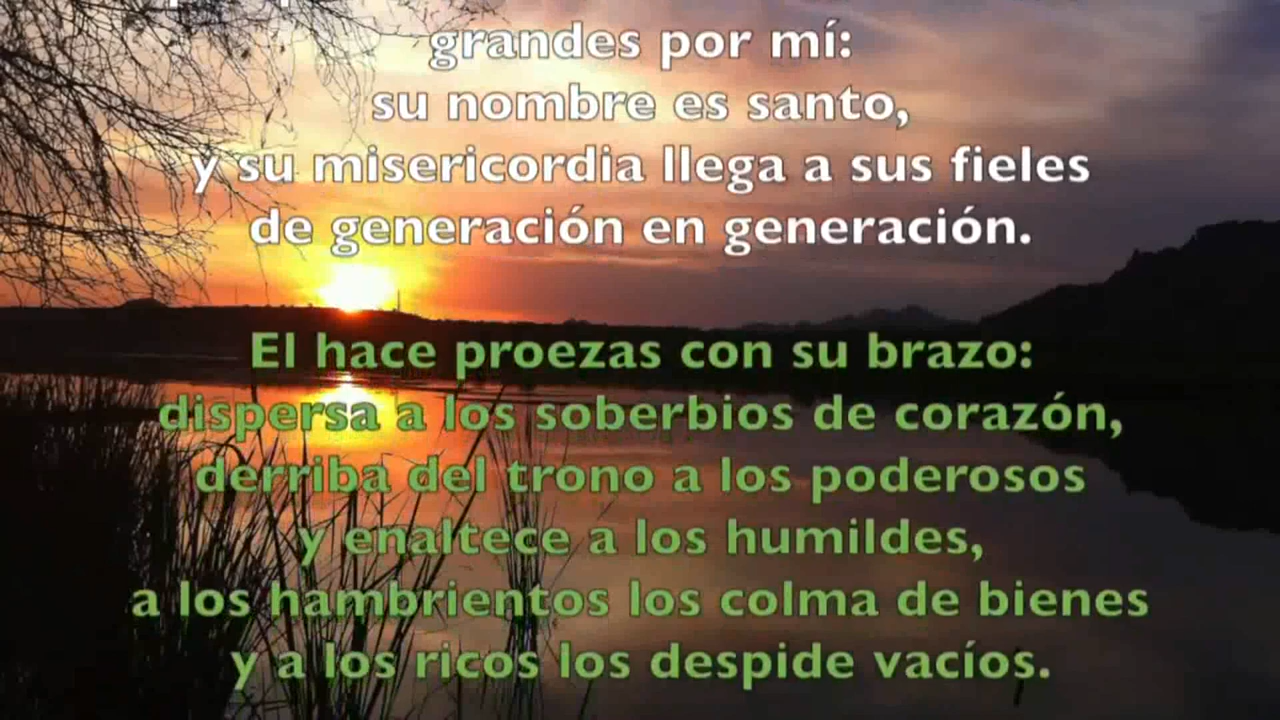 grandes por mí:
su nombre es santo,
y su misericordia llega a sus fieles
de generación en generación.
El hace proezas con su brazo:
dispersa a los soberbios de corazón,
derriba del trono a los poderosos
y enaltece a los humildes,
a los hambrientos los colma de bienes
y a los ricos los despide vacíos.